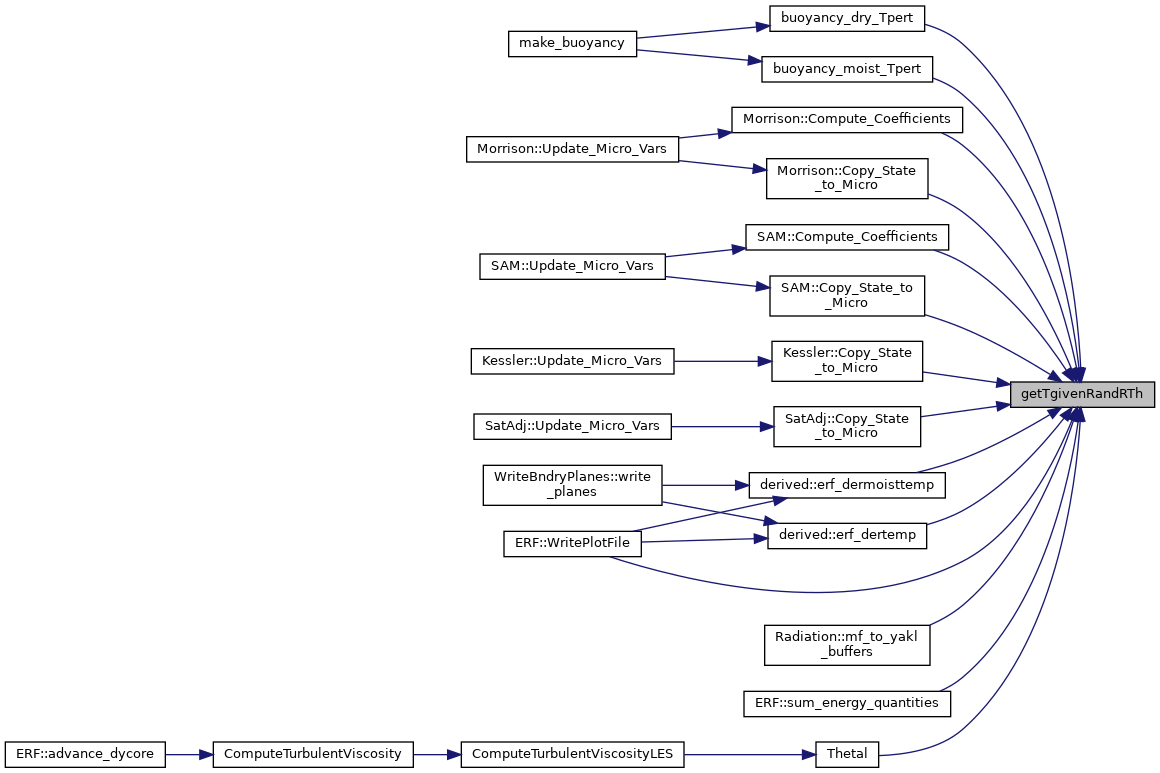 buoyancy_dry_Tpert
make_buoyancy
buoyancy_moist_Tpert
Morrison::Compute_Coefficients
Morrison::Update_Micro_Vars
Morrison::Copy_State
_to_Micro
SAM::Compute_Coefficients
SAM::Update_Micro_Vars
SAM::Copy_State_to
_Micro
Kessler::Copy_State
_to_Micro
Kessler::Update_Micro_Vars
getTgivenRandRTh
SatAdj::Copy_State
_to_Micro
SatAdj::Update_Micro_Vars
WriteBndryPlanes::write
_planes
derived::erf_dermoisttemp
derived::erf_dertemp
ERF::WritePlotFile
Radiation::mf_to_yakl
_buffers
ERF::sum_energy_quantities
ERF::advance_dycore
ComputeTurbulentViscosity
ComputeTurbulentViscosityLES
Thetal